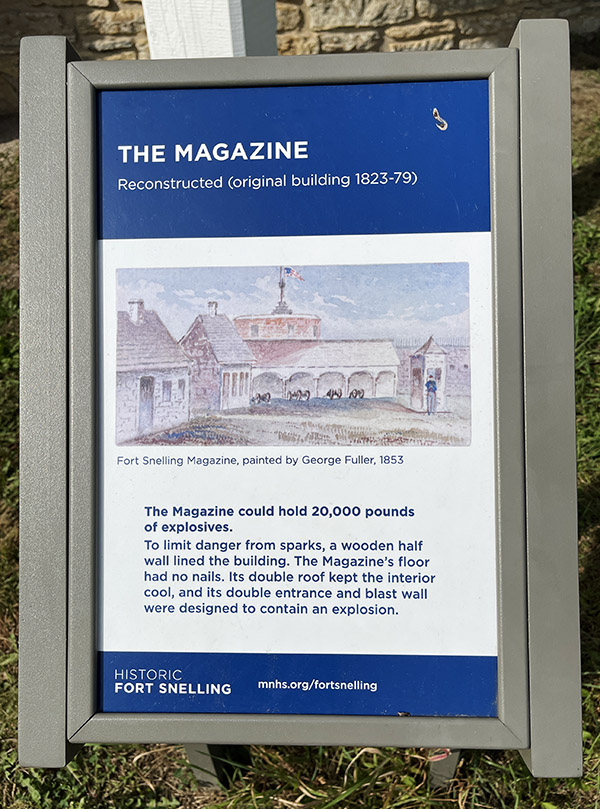 THE MAGAZINE
Reconstructed (original building 1823-79)
Fort Snelling Magazine, painted by George Fuller, 1853
The Magazine could hold 20,000 pounds
of explosives.
To limit danger from sparks, a wooden half
wall lined the building. The Magazine's floor
had no nails. Its double roof kept the interior
cool, and its double entrance and blast wall
were designed to contain an explosion.
HISTORIC
FORT SNELLING
mnhs.org/fortsnelling